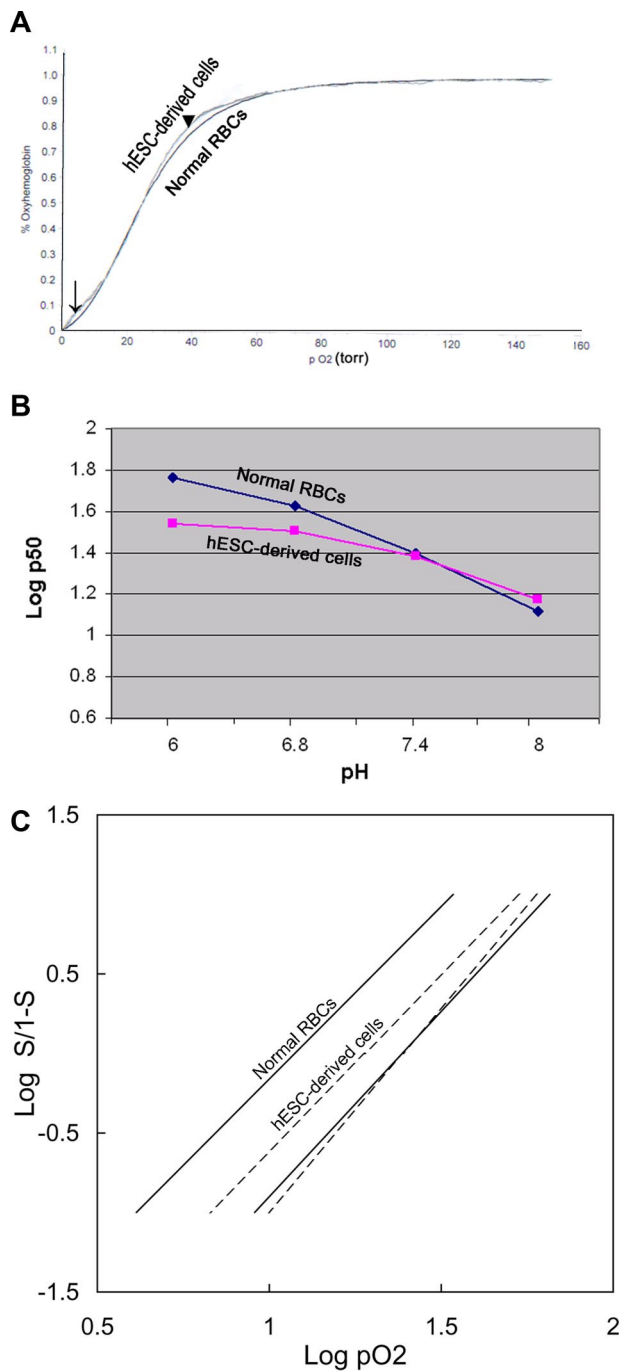 A
1.1
1.0
0.9
0.8
0.7
0.6
0.5
0.4
0.3
0.2
0.1
0
% Oxyhemoglobin
hESC-derived cells
Normal RBCs
0 20 40 60 80 100 120 140 160
p O2 (torr)
B
2
1.8
1.6
1.4
1.2
1
0.8
0.6
Log p50
Normal RBCs
hESC-derived cells
6 6.8 7.4 8
pH
C
1.5
0.5
-0.5
-1.5
Log S/1-S
Normal RBCs
hESC-derived cells
0.5 1 1.5 2
Log pO2